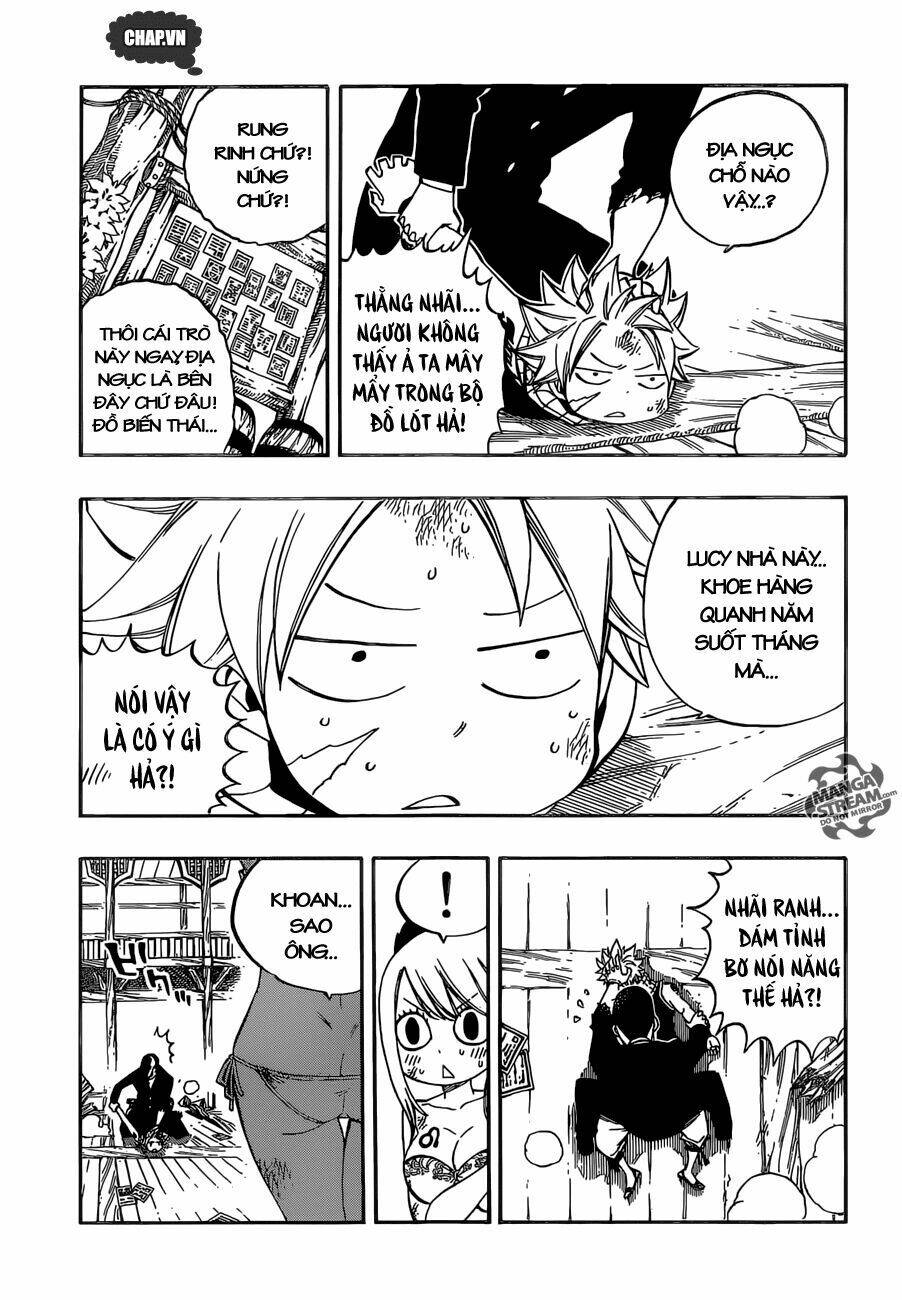 CHAP.VN
ĐỊA NGỤC
CHỖ NÀO
VẬY...?
THẰNG NHÃI...
NGƯƠI KHÔNG
THẤY Ả TA MÂY
MẨY TRONG BỘ
ĐỒ LÓT HẢ!
RUNG
RINH CHỨ?!
NỨNG
CHỨ?!
THÔI CÁI TRÒ
NÀY NGAY, ĐỊA
NGỤC LÀ BÊN
ĐÂY CHỨ ĐÂU!
ĐỒ BIẾN THÁI...
LUCY NHÀ NÀY...
KHOE HÀNG
QUANH NĂM
SUỐT THÁNG
MÀ...
NÓI VẬY
LÀ CÓ Ý GÌ
HẢ?!
MANGA
STREAM.com
DO NOT MIRROR
NHÃI RANH...
DÁM TỈNH
BƠ NÓI NĂNG
THẾ HẢ?!
!
KHOAN...
SAO
ÔNG...